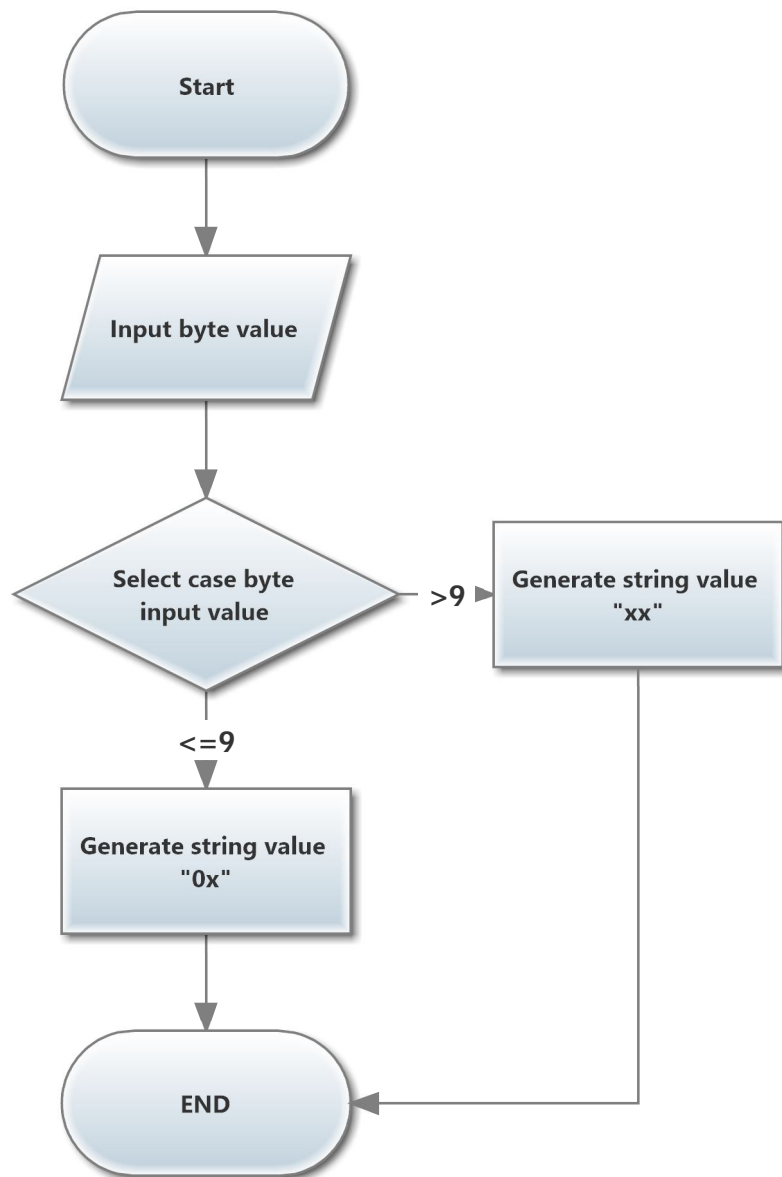 Start
Input byte value
Select case byte
input value
>9
Generate string value
"xx"
<=9
Generate string value
"0x"
END